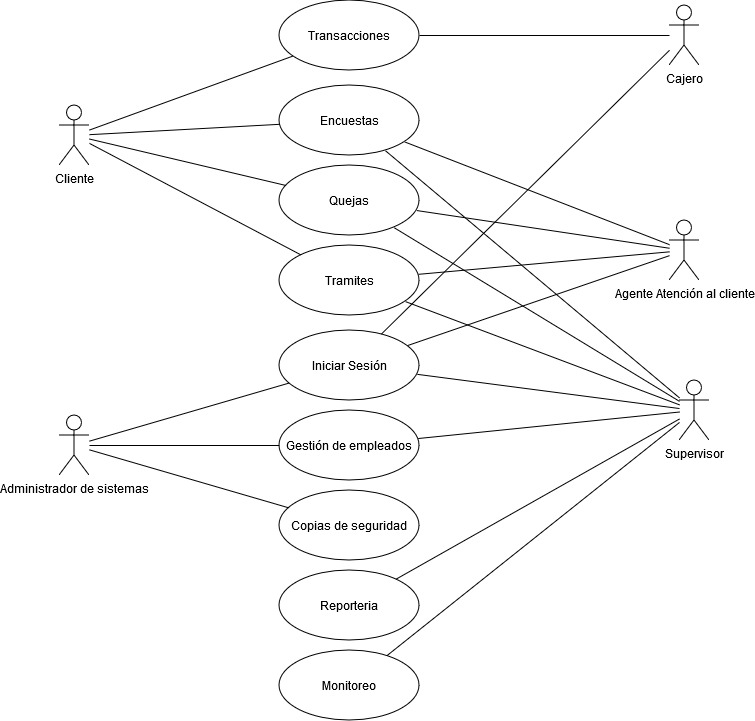 Transacciones
Cajero
Encuestas
Cliente
Quejas
Tramites
Agente Atención al cliente
Iniciar Sesión
Gestión de empleados
Supervisor
Administrador de sistemas
Copias de seguridad
Reporteria
Monitoreo